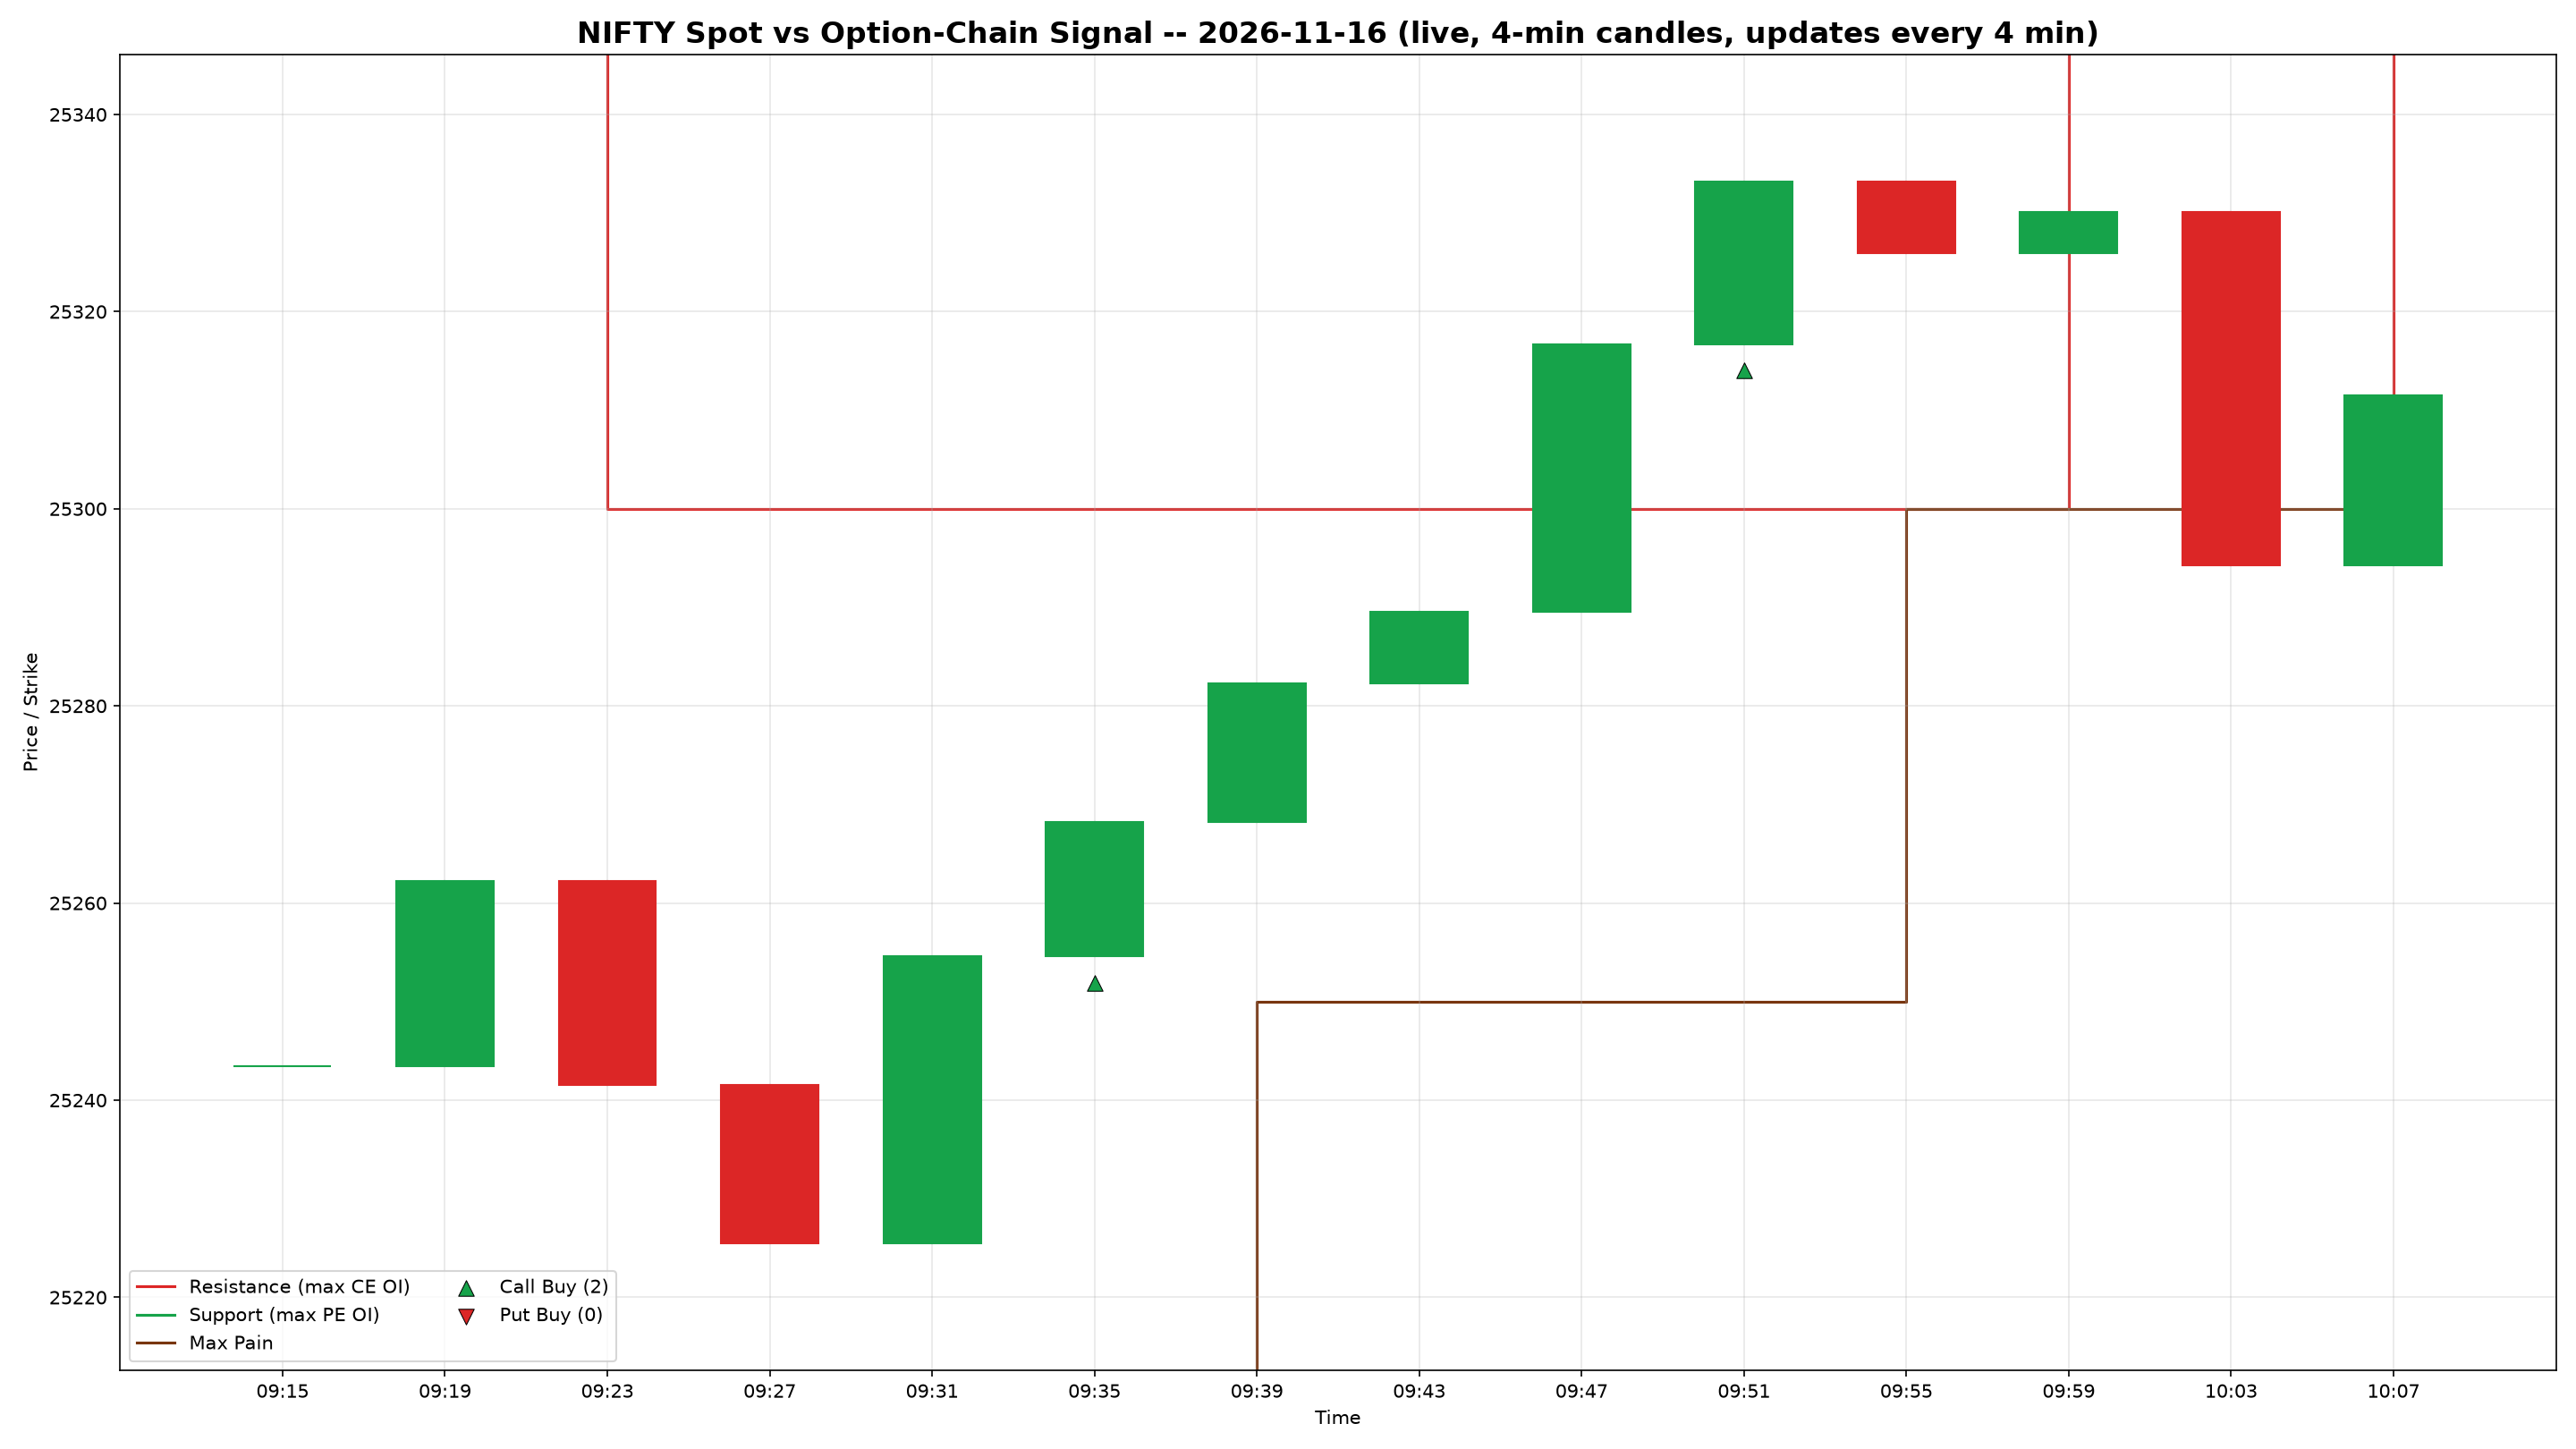 NIFTY Spot vs Option-Chain Signal -- 2026-11-16 (live, 4-min candles, updates every 4 min)
Price / Strike
25340
25320
25300
25280
25260
25240
25220
Resistance (max CE OI)
Support (max PE OI)
Max Pain
Call Buy (2)
Put Buy (0)
09:15 09:19 09:23 09:27 09:31 09:35 09:39 09:43 09:47 09:51 09:55 09:59 10:03 10:07
Time